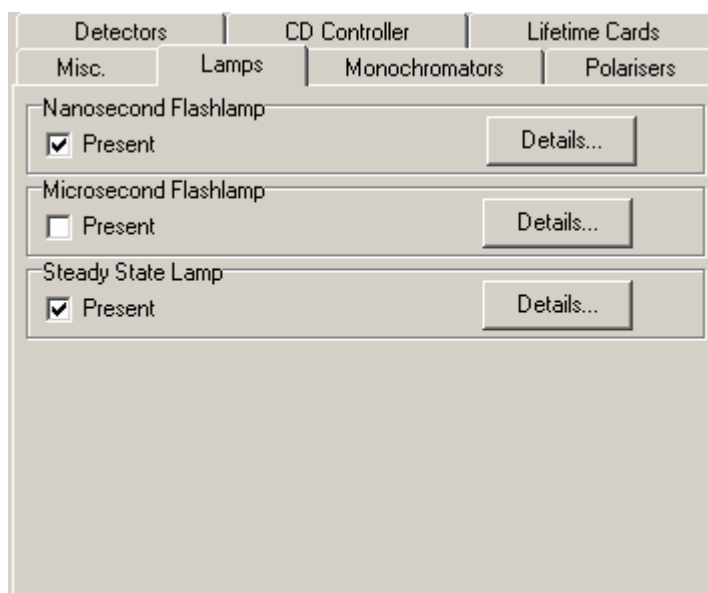 Detectors CD Controller Lifetime Cards
Misc. Lamps Monochromators Polarisers
Nanosecond Flashlamp
Present Details...
Microsecond Flashlamp
Present Details...
Steady State Lamp
Present Details...